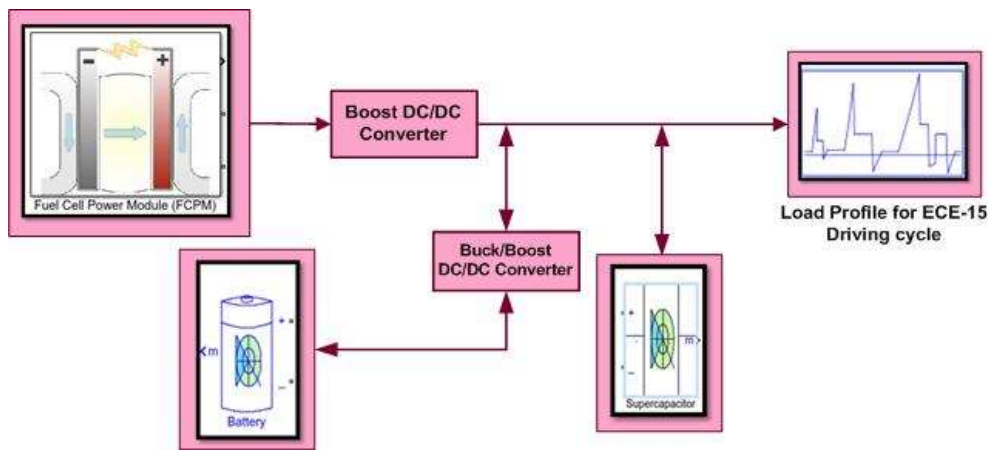 Fuel Cell Power Module (FCPM)
- +
Boost DC/DC
Converter
Load Profile for ECE-15
Driving cycle
Buck/Boost
DC/DC Converter
+
m
–
Battery
+
m
–
Supercapacitor